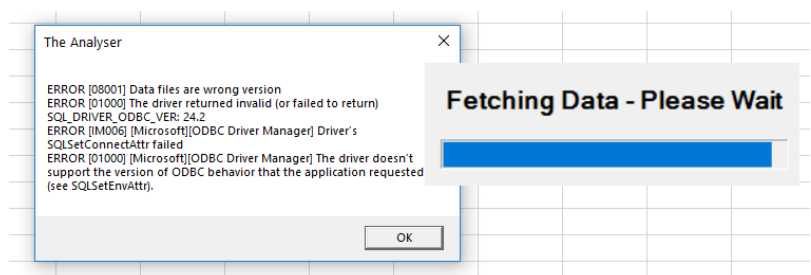 The Analyser
ERROR [08001] Data files are wrong version
ERROR [01000] The driver returned invalid (or failed to return)
SQL_DRIVER_ODBC_VER: 24.2
ERROR [IM006] [Microsoft][ODBC Driver Manager] Driver's
SQLSetConnectAttr failed
ERROR [01000] [Microsoft][ODBC Driver Manager] The driver doesn't
support the version of ODBC behavior that the application requested
(see SQLSetEnvAttr).
OK
Fetching Data - Please Wait